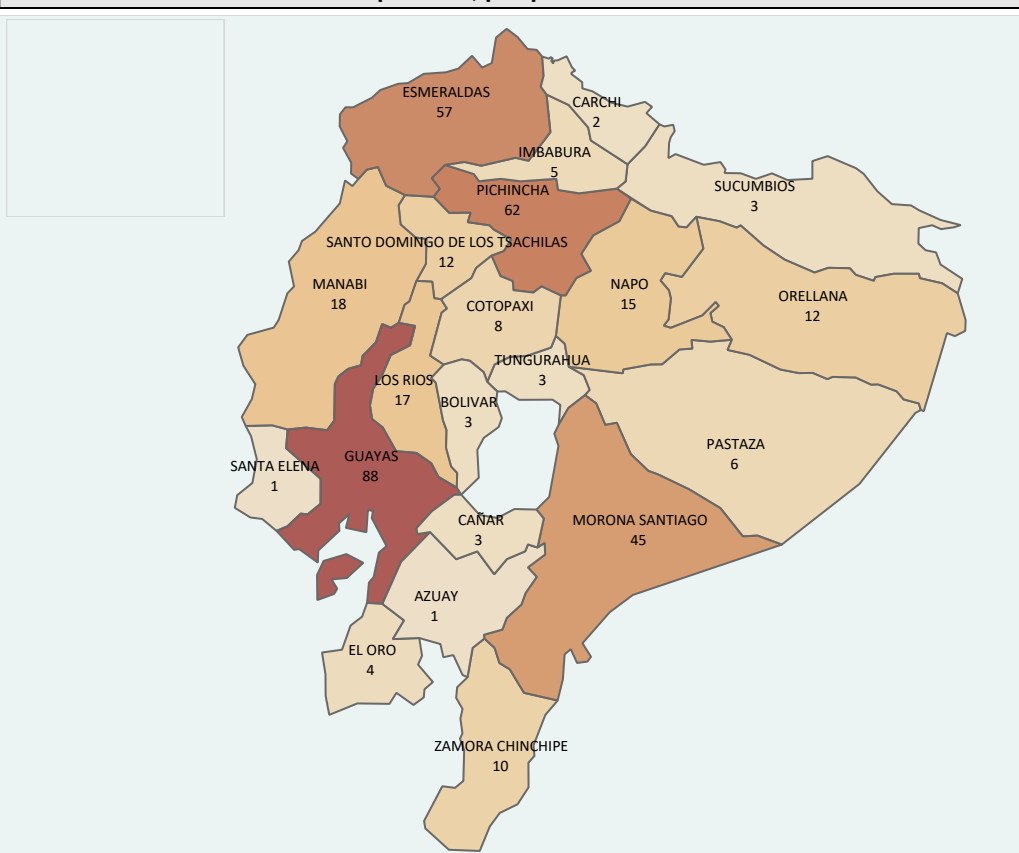 ESMERALDAS
57
CARCHI
2
IMBABURA
5
PICHINCHA
62
SUCUMBIOS
3
SANTO DOMINGO DE LOS TSACHILAS
12
MANABI
18
NAPO
15
ORELLANA
12
COTOPAXI
8
TUNGURAHUA
3
LOS RIOS
17
BOLIVAR
3
PASTAZA
6
SANTA ELENA
1
GUAYAS
88
CAÑAR
3
MORONA SANTIAGO
45
AZUAY
1
EL ORO
4
ZAMORA CHINCHIPE
10